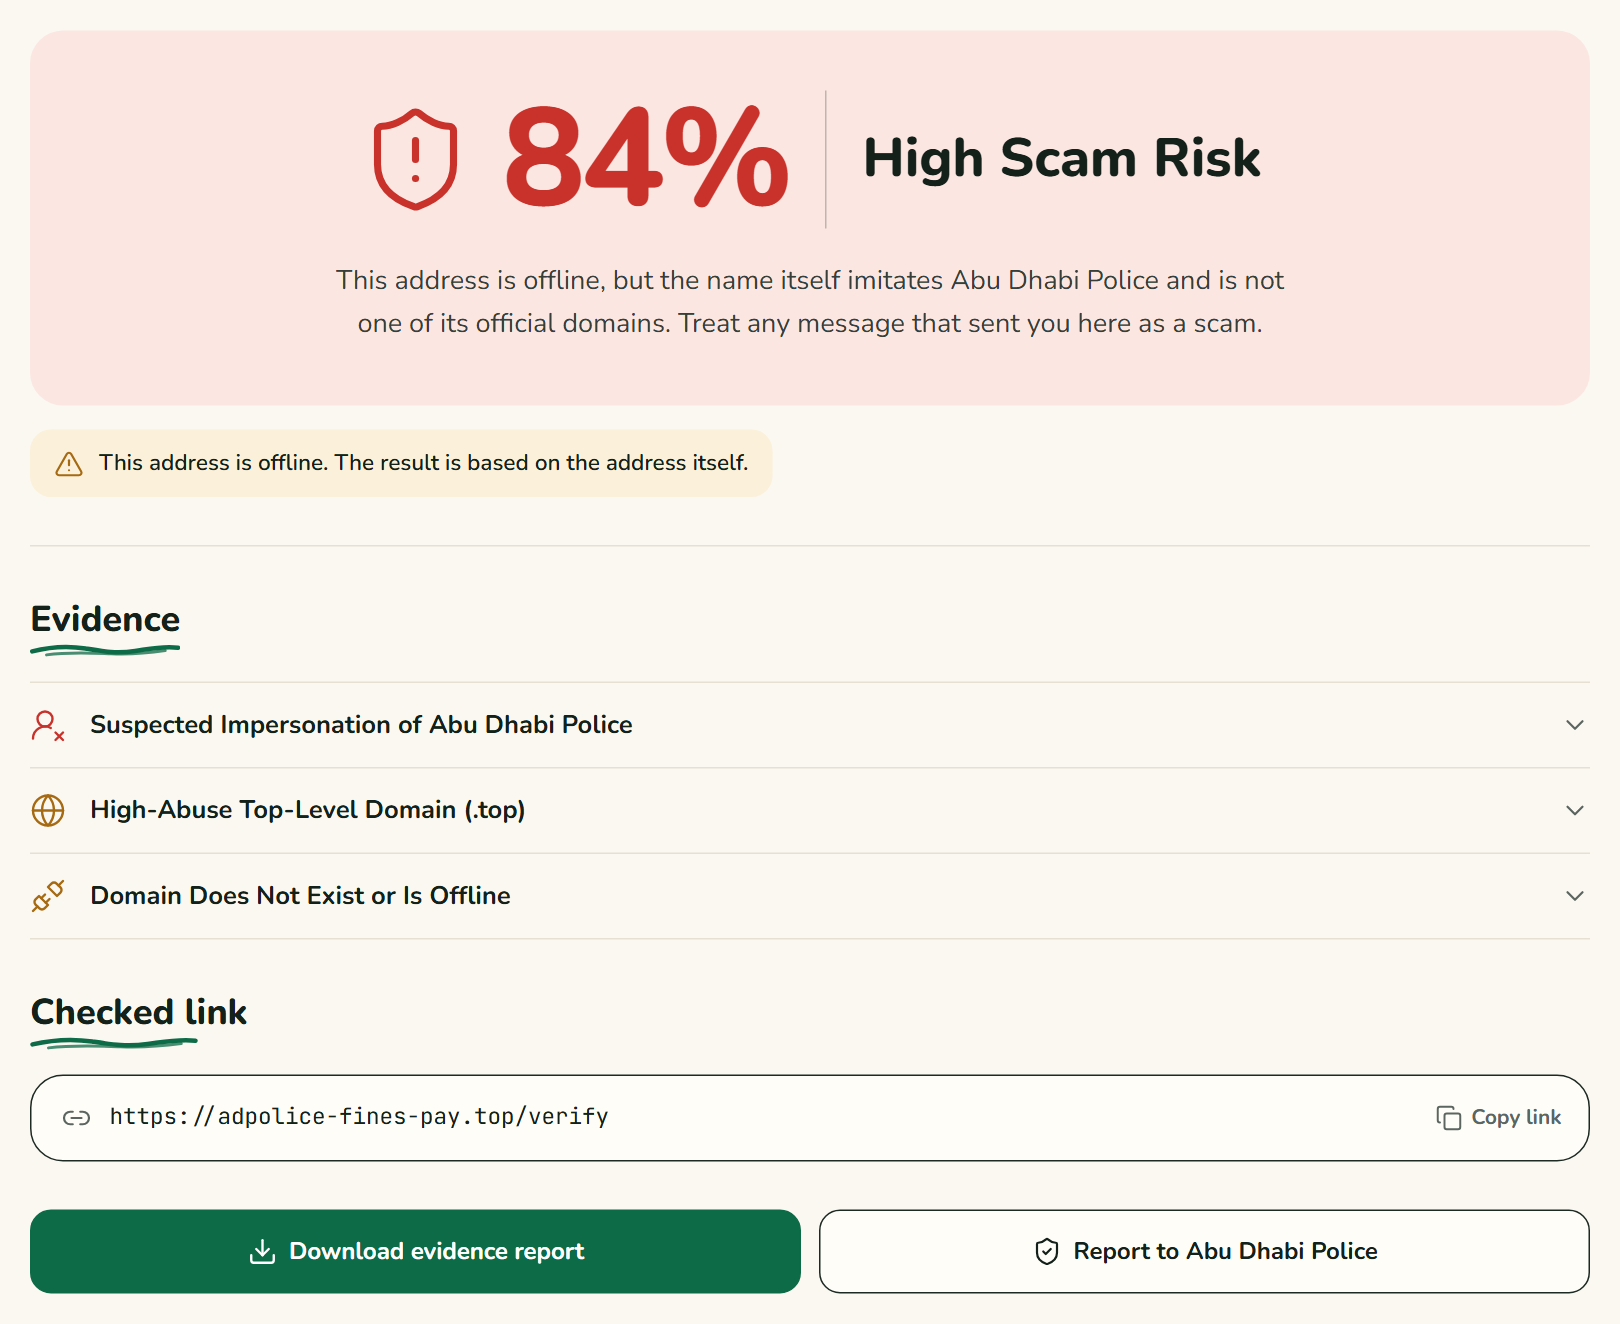 84%
High Scam Risk
This address is offline, but the name itself imitates Abu Dhabi Police and is not
one of its official domains. Treat any message that sent you here as a scam.
This address is offline. The result is based on the address itself.
Evidence
Suspected Impersonation of Abu Dhabi Police
High-Abuse Top-Level Domain (.top)
Domain Does Not Exist or Is Offline
Checked link
https://adpolice-fines-pay.top/verify
Copy link
Download evidence report
Report to Abu Dhabi Police